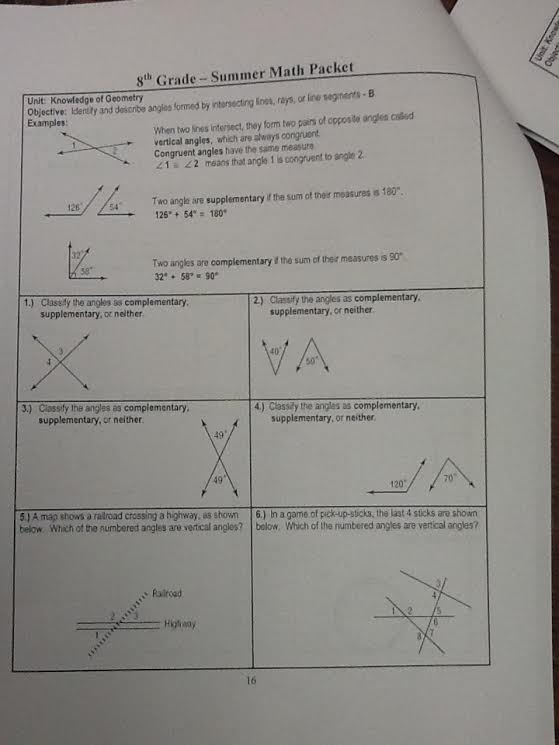 8th Grade – Summer Math Packet
Unit: Knowledge of Geometry
Objective: Identify and describe angles formed by intersecting lines, rays, or line segments - B
Examples:
When two lines intersect, they form two pairs of opposite angles called
vertical angles, which are always congruent.
Congruent angles have the same measure
∠1 ≅ ∠2 means that angle 1 is congruent to angle 2.
1
2
Two angle are supplementary if the sum of their measures is 180°.
126° + 54° = 180°
126°
54°
Two angles are complementary if the sum of their measures is 90°.
32° + 58° = 90°
32°
58°
1.) Classify the angles as complementary,
supplementary, or neither.
3
4
2.) Classify the angles as complementary,
supplementary, or neither.
40°
50°
3.) Classify the angles as complementary,
supplementary, or neither.
49°
49°
4.) Classify the angles as complementary,
supplementary, or neither.
120°
70°
5.) A map shows a railroad crossing a highway, as shown
below. Which of the numbered angles are vertical angles?
Railroad
2
3
Highway
1
6.) In a game of pick-up-sticks, the last 4 sticks are shown
below. Which of the numbered angles are vertical angles?
3
4
1
2
5
6
8
7
16